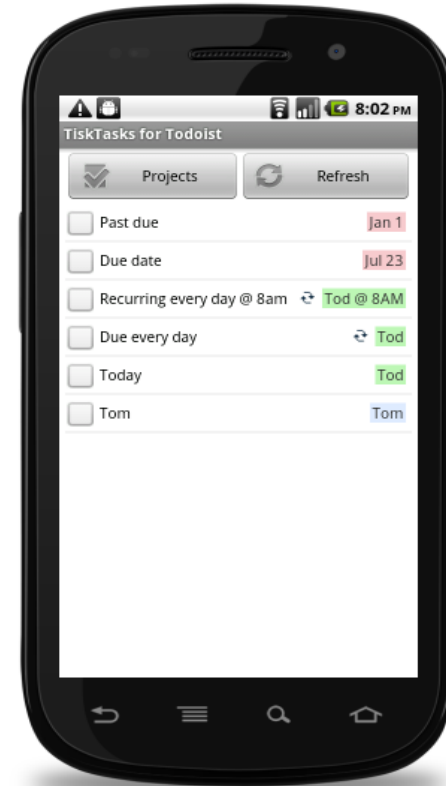 8:02 PM
TiskTasks for Todoist
Projects Refresh
Past due Jan 1
Due date Jul 23
Recurring every day @ 8am Tod @ 8AM
Due every day Tod
Today Tod
Tom Tom